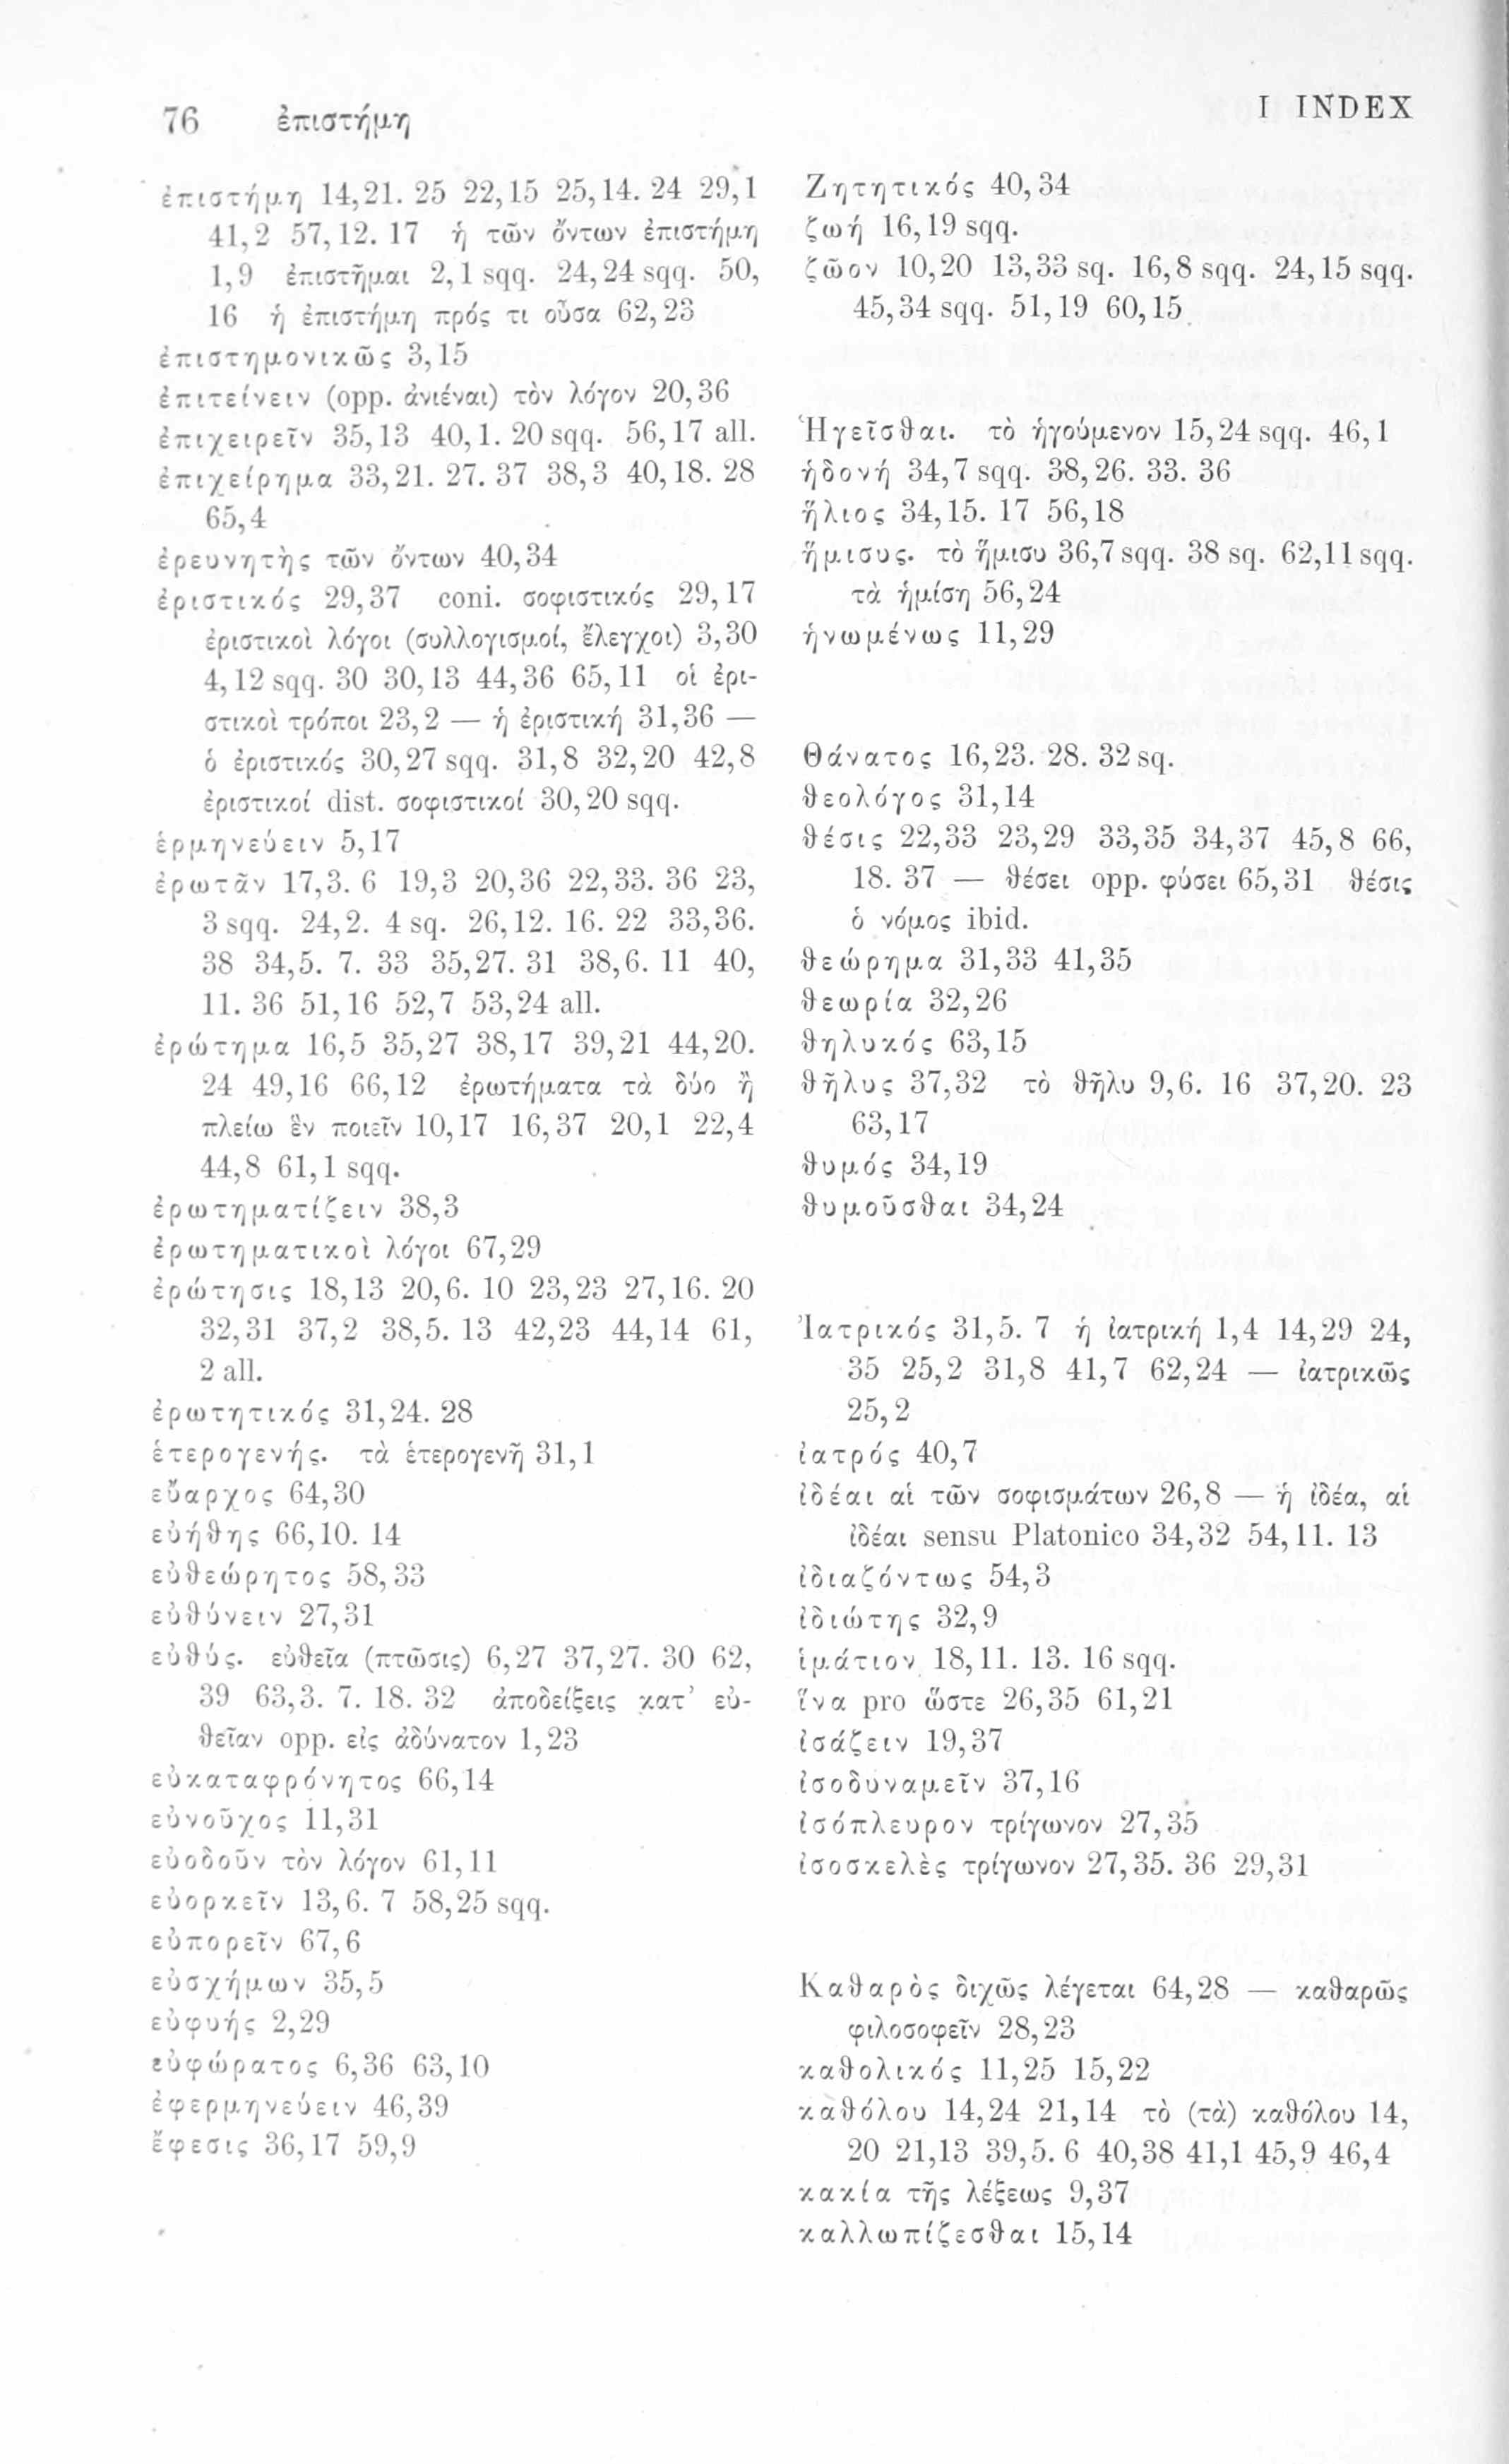 76 ἐπιστήμη
I INDEX
ἐπιστήμη 14,21. 25 22,15 25,14. 24 29,1
41,2 57,12. 17 ἡ τῶν ὄντων ἐπιστήμη
1,9 ἐπιστῆμαι 2,1 sqq. 24,24 sqq. 50,
16 ἡ ἐπιστήμη πρός τι οὖσα 62,23
ἐπιστημονικῶς 3,15
ἐπιτείνειν (opp. ἀνιέναι) τὸν λόγον 20,36
ἐπιχειρεῖν 35,13 40,1. 20 sqq. 56,17 all.
ἐπιχείρημα 33,21. 27. 37 38,3 40,18. 28
65,4
ἐρευνητὴς τῶν ὄντων 40,34
ἐριστικός 29,37 coni. σοφιστικός 29,17
ἐριστικοὶ λόγοι (συλλογισμοί, ἔλεγχοι) 3,30
4,12 sqq. 30 30,13 44,36 65,11 οἱ ἐρι-
στικοὶ τρόποι 23,2 — ἡ ἐριστική 31,36 —
ὁ ἐριστικός 30,27 sqq. 31,8 32,20 42,8
ἐριστικοί dist. σοφιστικοί 30,20 sqq.
ἑρμηνεύειν 5,17
ἐρωτᾶν 17,3. 6 19,3 20,36 22,33. 36 23,
3 sqq. 24,2. 4 sq. 26,12. 16. 22 33,36.
38 34,5. 7. 33 35,27. 31 38,6. 11 40,
11. 36 51,16 52,7 53,24 all.
ἐρώτημα 16,5 35,27 38,17 39,21 44,20.
24 49,16 66,12 ἐρωτήματα τὰ δύο ἢ
πλείω ἓν ποιεῖν 10,17 16,37 20,1 22,4
44,8 61,1 sqq.
ἐρωτηματίζειν 38,3
ἐρωτηματικοὶ λόγοι 67,29
ἐρώτησις 18,13 20,6. 10 23,23 27,16. 20
32,31 37,2 38,5. 13 42,23 44,14 61,
2 all.
ἐρωτητικός 31,24. 28
ἑτερογενής. τὰ ἑτερογενῆ 31,1
εὔαρχος 64,30
εὐήθης 66,10. 14
εὐθεώρητος 58,33
εὐθύνειν 27,31
εὐθύς. εὐθεῖα (πτῶσις) 6,27 37,27. 30 62,
39 63,3. 7. 18. 32 ἀποδείξεις κατ᾽ εὐ-
θεῖαν opp. εἰς ἀδύνατον 1,23
εὐκαταφρόνητος 66,14
εὐνοῦχος 11,31
εὐοδοῦν τὸν λόγον 61,11
εὐορκεῖν 13,6. 7 58,25 sqq.
εὐπορεῖν 67,6
εὐσχήμων 35,5
εὐφυής 2,29
εὐφώρατος 6,36 63,10
ἐφερμηνεύειν 46,39
ἔφεσις 36,17 59,9
Ζητητικός 40,34
ζωή 16,19 sqq.
ζῶον 10,20 13,33 sq. 16,8 sqq. 24,15 sqq.
45,34 sqq. 51,19 60,15
Ἡγεῖσθαι. τὸ ἡγούμενον 15,24 sqq. 46,1
ἡδονή 34,7 sqq. 38,26. 33. 36
ἥλιος 34,15. 17 56,18
ἥμισυς. τὸ ἥμισυ 36,7 sqq. 38 sq. 62,11 sqq.
τὰ ἡμίση 56,24
ἡνωμένως 11,29
Θάνατος 16,23. 28. 32 sq.
θεολόγος 31,14
θέσις 22,33 23,29 33,35 34,37 45,8 66,
18. 37 — θέσει opp. φύσει 65,31 θέσις
ὁ νόμος ibid.
θεώρημα 31,33 41,35
θεωρία 32,26
θηλυκός 63,15
θῆλυς 37,32 τὸ θῆλυ 9,6. 16 37,20. 23
63,17
θυμός 34,19
θυμοῦσθαι 34,24
Ἰατρικός 31,5. 7 ἡ ἰατρική 1,4 14,29 24,
35 25,2 31,8 41,7 62,24 — ἰατρικῶς
25,2
ἰατρός 40,7
ἰδέαι αἱ τῶν σοφισμάτων 26,8 — ἡ ἰδέα, αἱ
ἰδέαι sensu Platonico 34,32 54,11. 13
ἰδιαζόντως 54,3
ἰδιώτης 32,9
ἱμάτιον 18,11. 13. 16 sqq.
ἵνα pro ὥστε 26,35 61,21
ἰσάζειν 19,37
ἰσοδυναμεῖν 37,16
ἰσόπλευρον τρίγωνον 27,35
ἰσοσκελὲς τρίγωνον 27,35. 36 29,31
Καθαρὸς διχῶς λέγεται 64,28 — καθαρῶς
φιλοσοφεῖν 28,23
καθολικός 11,25 15,22
καθόλου 14,24 21,14 τὸ (τὰ) καθόλου 14,
20 21,13 39,5. 6 40,38 41,1 45,9 46,4
κακία τῆς λέξεως 9,37
καλλωπίζεσθαι 15,14